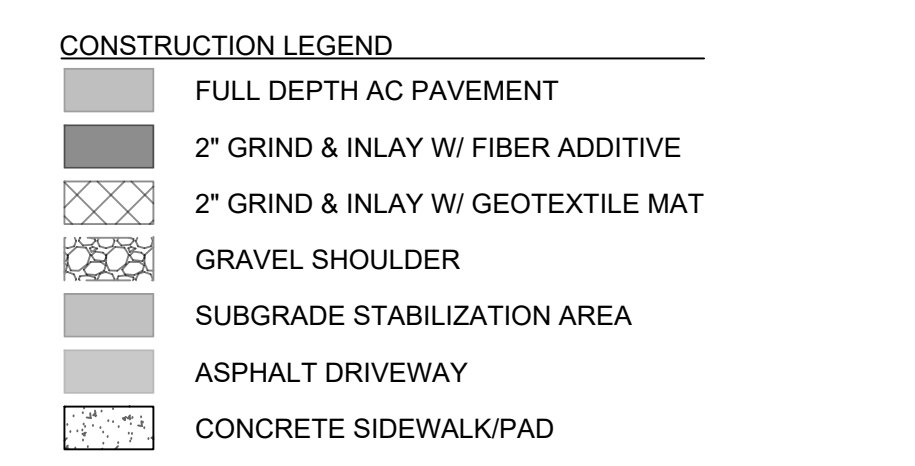 CONSTRUCTION LEGEND
FULL DEPTH AC PAVEMENT
2" GRIND & INLAY W/ FIBER ADDITIVE
2" GRIND & INLAY W/ GEOTEXTILE MAT
GRAVEL SHOULDER
SUBGRADE STABILIZATION AREA
ASPHALT DRIVEWAY
CONCRETE SIDEWALK/PAD